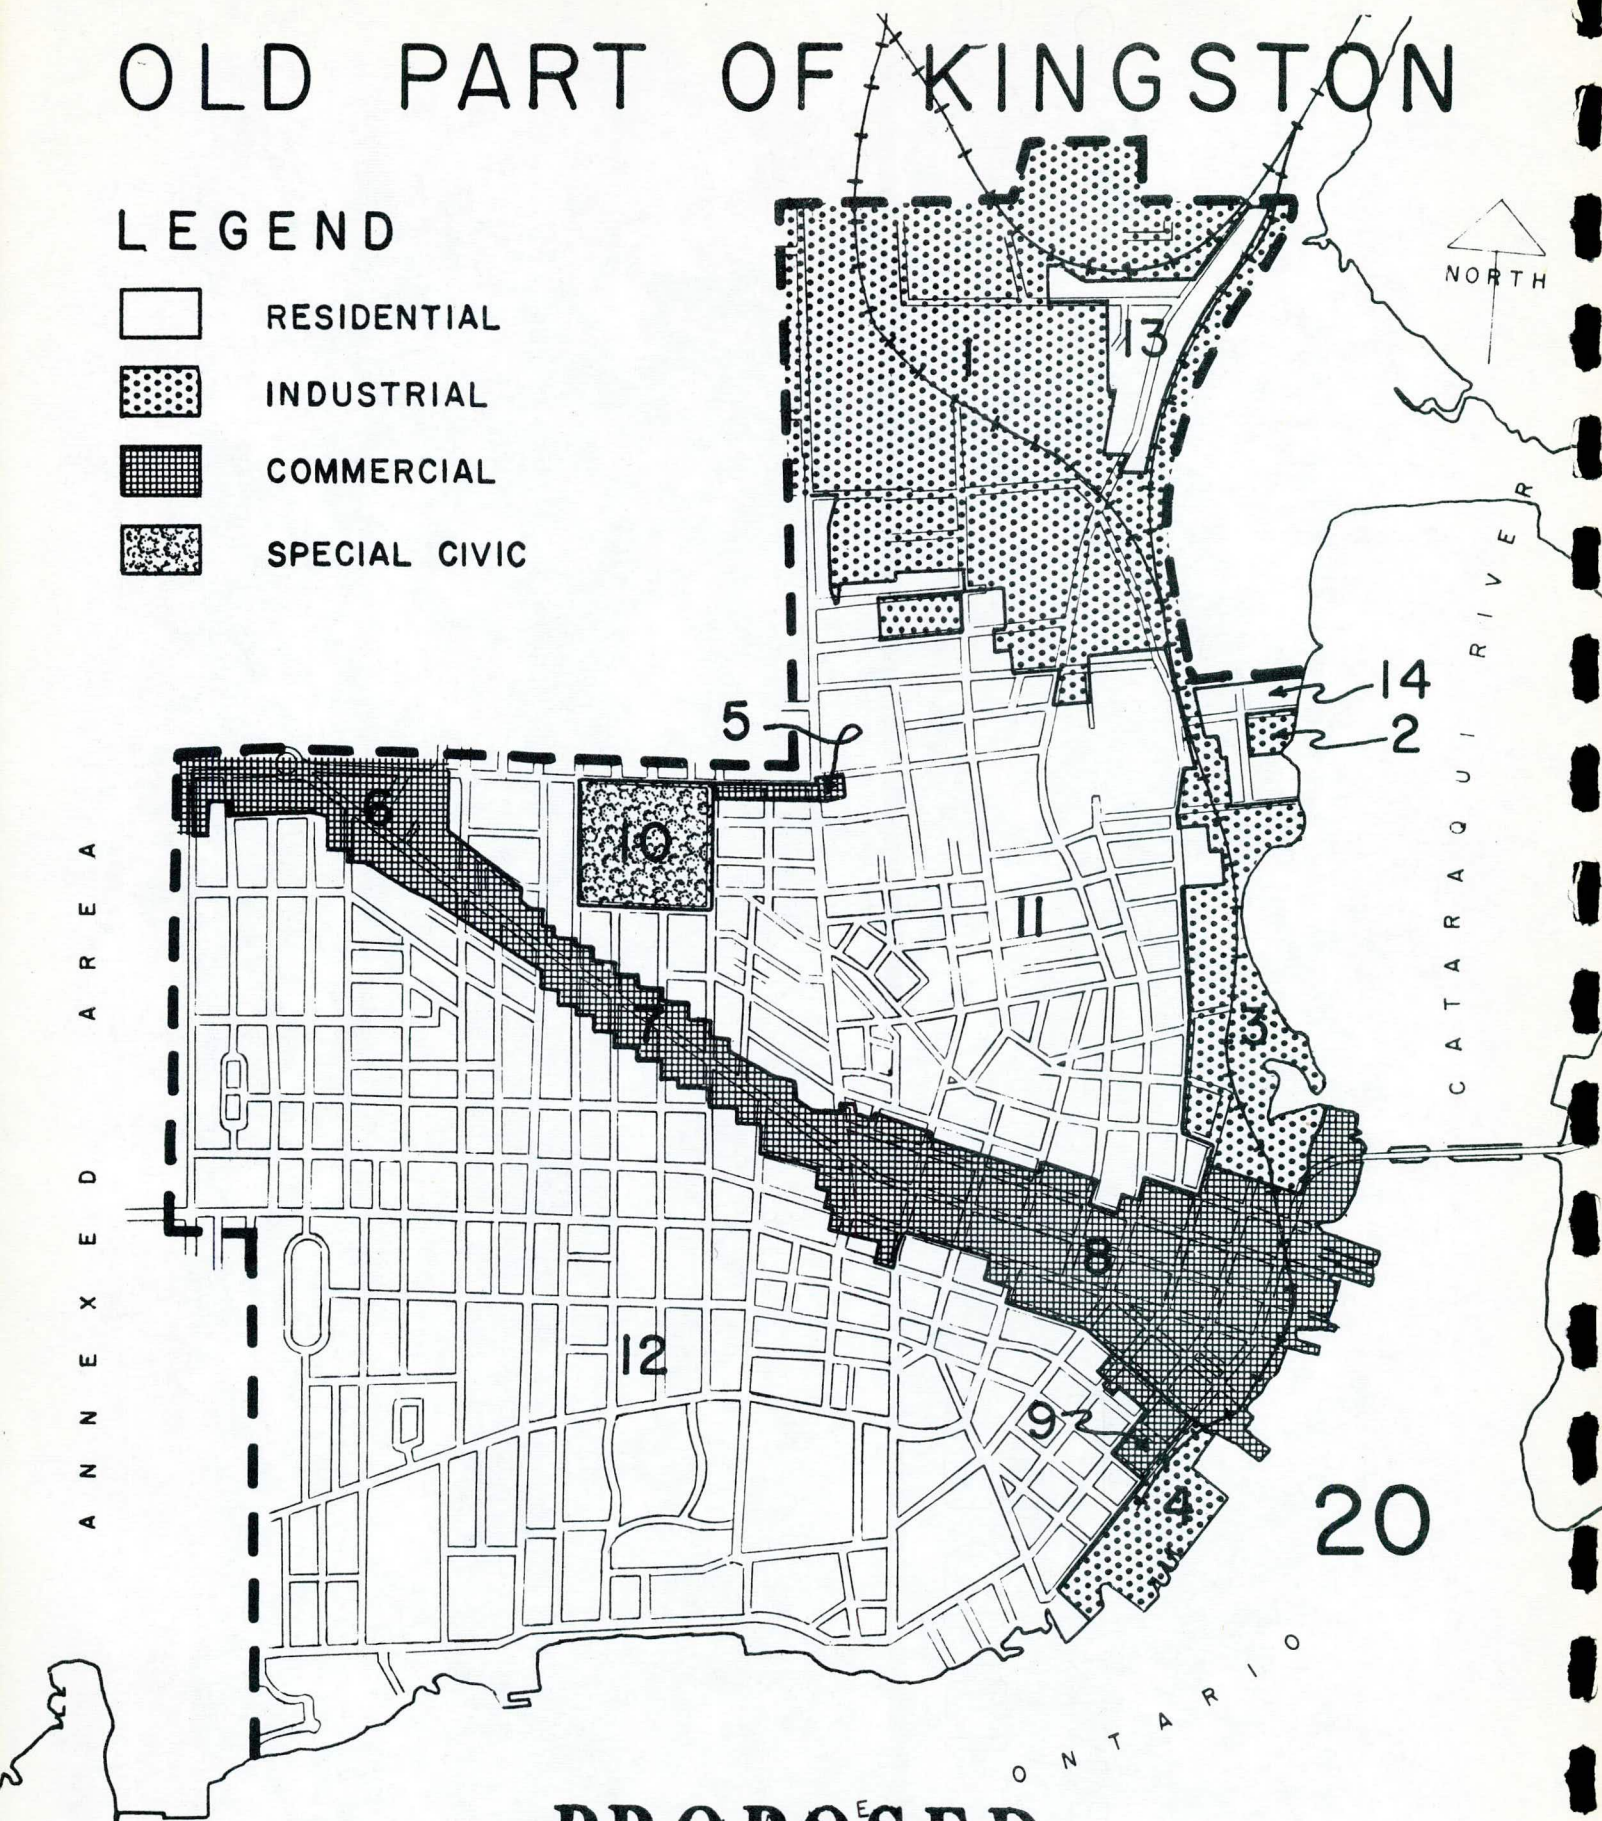 OLD PART OF KINGSTON
LEGEND
RESIDENTIAL
INDUSTRIAL
COMMERCIAL
SPECIAL CIVIC
NORTH
1
13
14
2
5
6
10
11
7
3
8
12
9
4
20
ANNEXED AREA
CATARAQUI RIVER
ONTARIO
E
PROPOSED